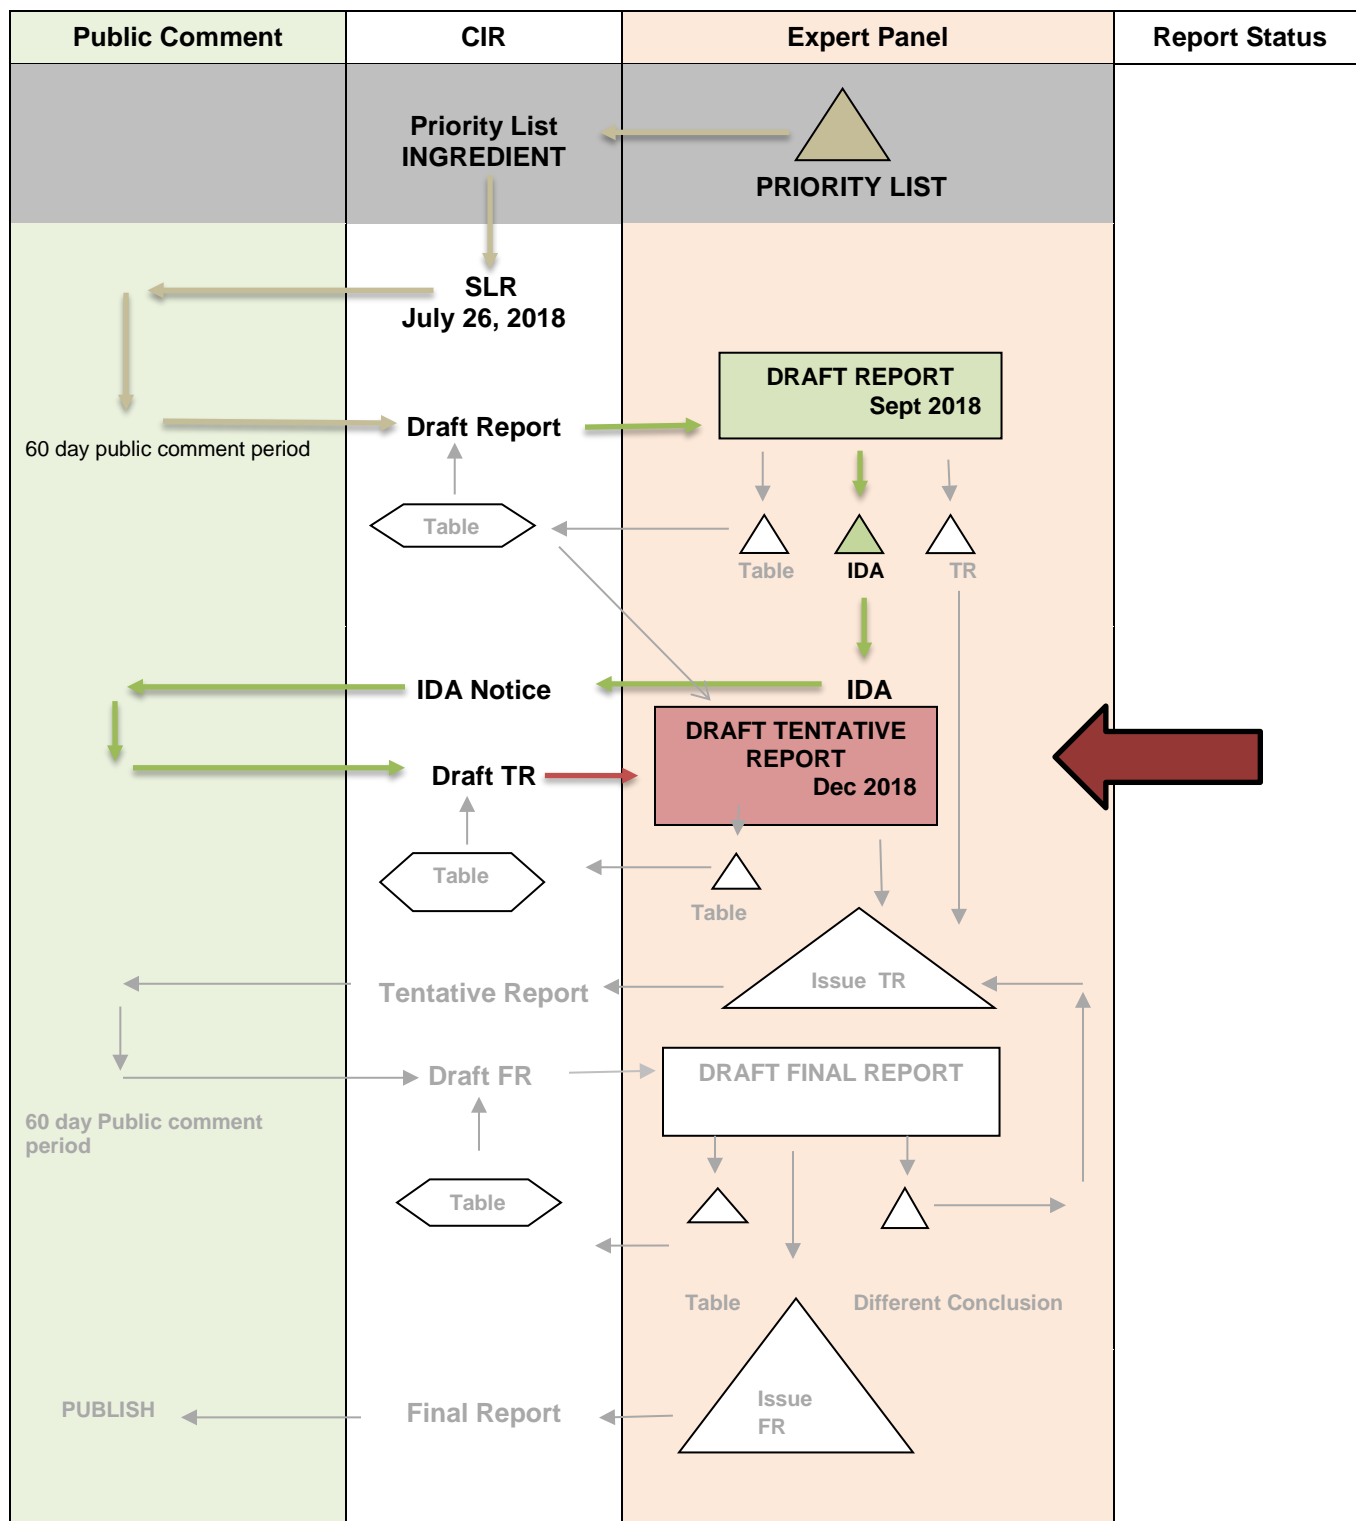 Public Comment
CIR
Expert Panel
Report Status
Priority List
INGREDIENT
PRIORITY LIST
SLR
July 26, 2018
DRAFT REPORT
Sept 2018
60 day public comment period
Draft Report
Table
Table
IDA
TR
IDA Notice
IDA
DRAFT TENTATIVE
REPORT
Dec 2018
Draft TR
Table
Table
Issue TR
Tentative Report
Draft FR
DRAFT FINAL REPORT
60 day Public comment
period
Table
Table
Different Conclusion
PUBLISH
Final Report
Issue
FR